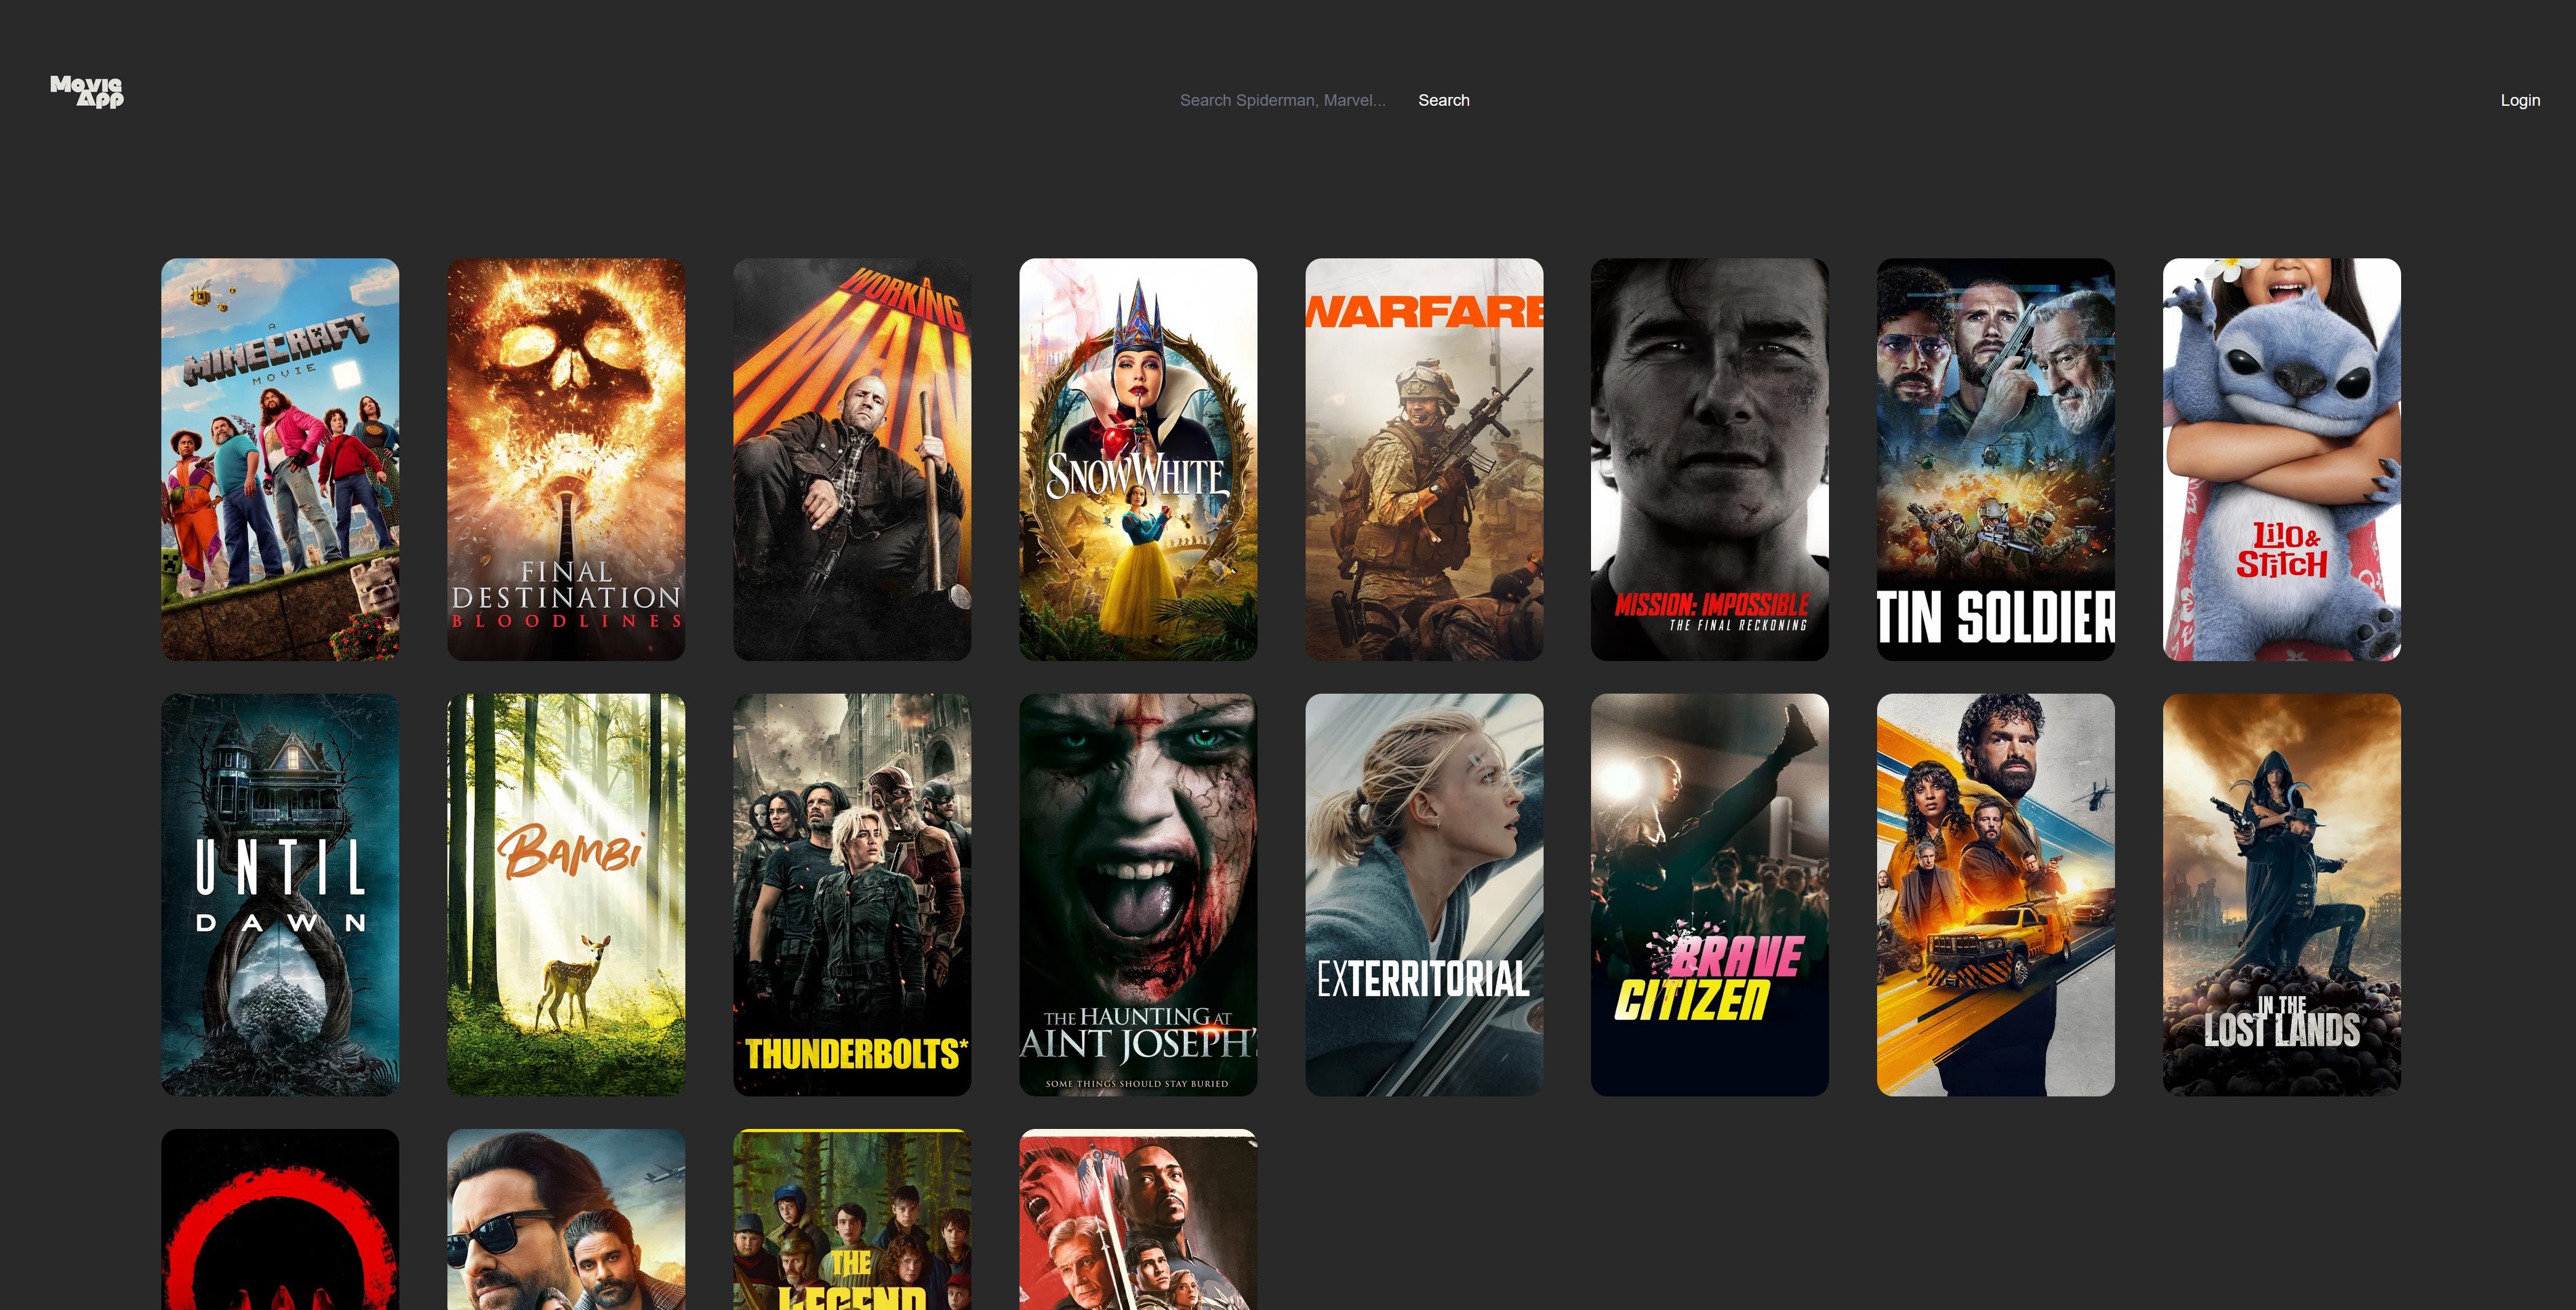 Movie
App
Search Spiderman, Marvel...
Search
Login
A
MINECRAFT
MOVIE
FINAL
DESTINATION
BLOODLINES
A
WORKING
MAN
SNOW WHITE
WARFARE
MISSION: IMPOSSIBLE
THE FINAL RECKONING
TIN SOLDIER
Lilo &
Stitch
UNTIL
DAWN
BAMBI
THUNDERBOLTS*
THE HAUNTING AT
AINT JOSEPH'
SOME THINGS SHOULD STAY BURIED
EXTERRITORIAL
BRAVE
CITIZEN
IN THE
LOST LANDS
THE
LEGEND